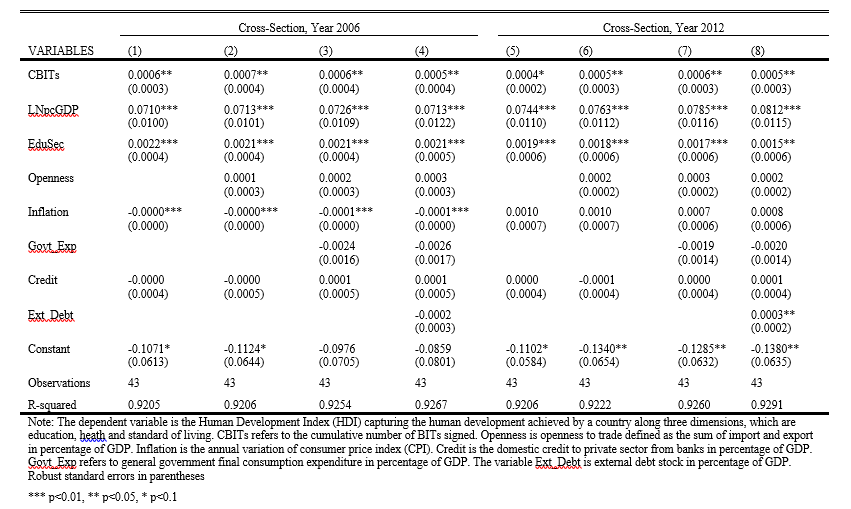 Cross-Section, Year 2006 Cross-Section, Year 2012
VARIABLES (1) (2) (3) (4) (5) (6) (7) (8)
CBITs 0.0006** 0.0007** 0.0006** 0.0005** 0.0004* 0.0005** 0.0006** 0.0005**
(0.0003) (0.0004) (0.0004) (0.0004) (0.0002) (0.0003) (0.0003) (0.0003)
LNpcGDP 0.0710*** 0.0713*** 0.0726*** 0.0713*** 0.0744*** 0.0763*** 0.0785*** 0.0812***
(0.0100) (0.0101) (0.0109) (0.0122) (0.0110) (0.0112) (0.0116) (0.0115)
EduSec 0.0022*** 0.0021*** 0.0021*** 0.0021*** 0.0019*** 0.0018*** 0.0017*** 0.0015**
(0.0004) (0.0004) (0.0004) (0.0005) (0.0006) (0.0006) (0.0006) (0.0006)
Openness 0.0001 0.0002 0.0003 0.0002 0.0003 0.0002
(0.0003) (0.0003) (0.0003) (0.0002) (0.0002) (0.0002)
Inflation -0.0000*** -0.0000*** -0.0001*** -0.0001*** 0.0010 0.0010 0.0007 0.0008
(0.0000) (0.0000) (0.0000) (0.0000) (0.0007) (0.0007) (0.0006) (0.0006)
Govt_Exp -0.0024 -0.0026 -0.0019 -0.0020
(0.0016) (0.0017) (0.0014) (0.0014)
Credit -0.0000 -0.0000 0.0001 0.0001 0.0000 -0.0001 0.0000 0.0001
(0.0004) (0.0005) (0.0005) (0.0005) (0.0004) (0.0004) (0.0004) (0.0004)
Ext_Debt -0.0002 0.0003**
(0.0003) (0.0002)
Constant -0.1071* -0.1124* -0.0976 -0.0859 -0.1102* -0.1340** -0.1285** -0.1380**
(0.0613) (0.0644) (0.0705) (0.0801) (0.0584) (0.0654) (0.0632) (0.0635)
Observations 43 43 43 43 43 43 43 43
R-squared 0.9205 0.9206 0.9254 0.9267 0.9206 0.9222 0.9260 0.9291
Note: The dependent variable is the Human Development Index (HDI) capturing the human development achieved by a country along three dimensions, which are
education, heath and standard of living. CBITs refers to the cumulative number of BITs signed. Openness is openness to trade defined as the sum of import and export
in percentage of GDP. Inflation is the annual variation of consumer price index (CPI). Credit is the domestic credit to private sector from banks in percentage of GDP.
Govt_Exp refers to general government final consumption expenditure in percentage of GDP. The variable Ext_Debt is external debt stock in percentage of GDP.
Robust standard errors in parentheses
*** p<0.01, ** p<0.05, * p<0.1